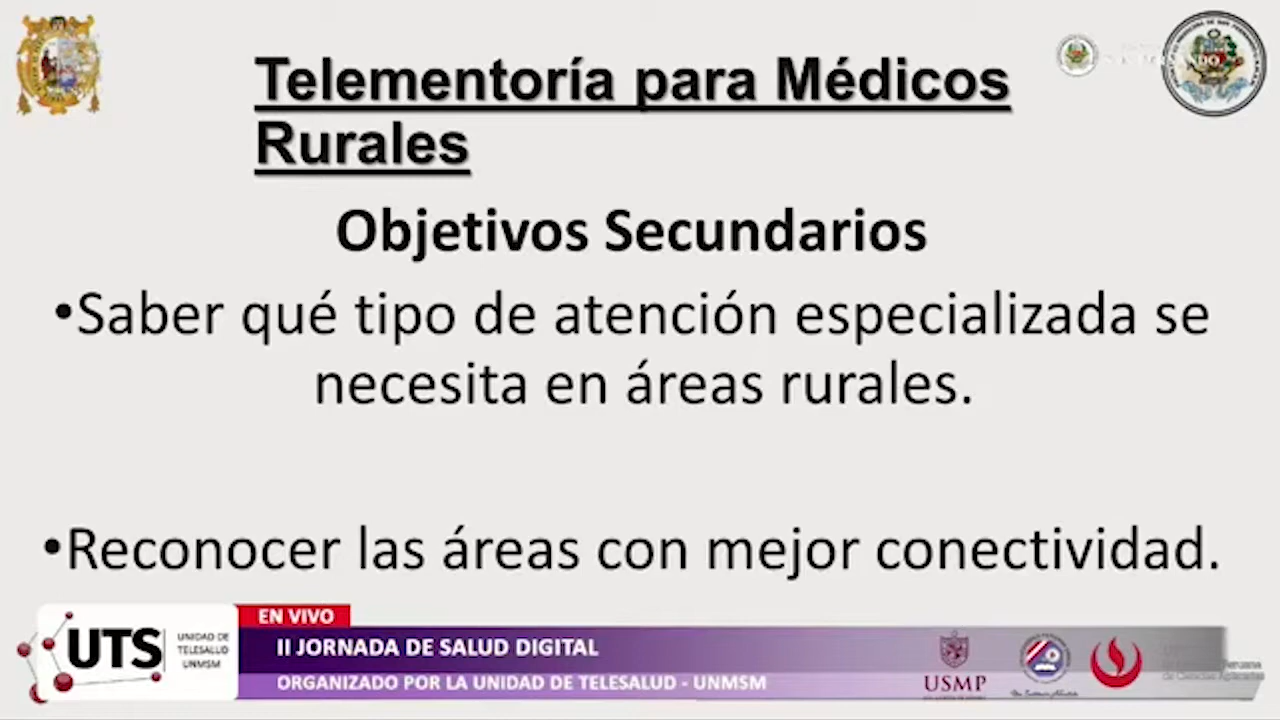 Telementoría para Médicos
Rurales
Objetivos Secundarios
•Saber qué tipo de atención especializada se
necesita en áreas rurales.
•Reconocer las áreas con mejor conectividad.
EN VIVO
UTS
UNIDAD DE
TELESALUD
UNMSM
II JORNADA DE SALUD DIGITAL
ORGANIZADO POR LA UNIDAD DE TELESALUD - UNMSM
USMP